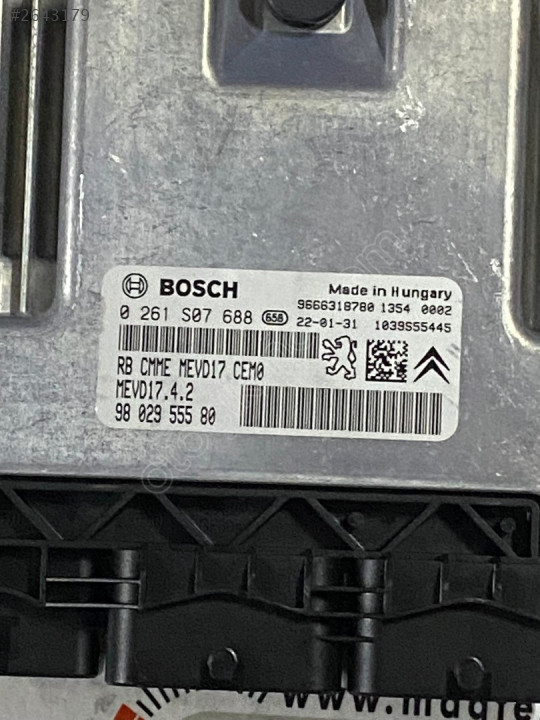 #2643179
BOSCH
Made in Hungary
0 261 S07 688 658
9666318780 1354 0002
22-01-31 1039S55445
RB CMME MEVD17 CEM0
MEVD17.4.2
98 029 555 80